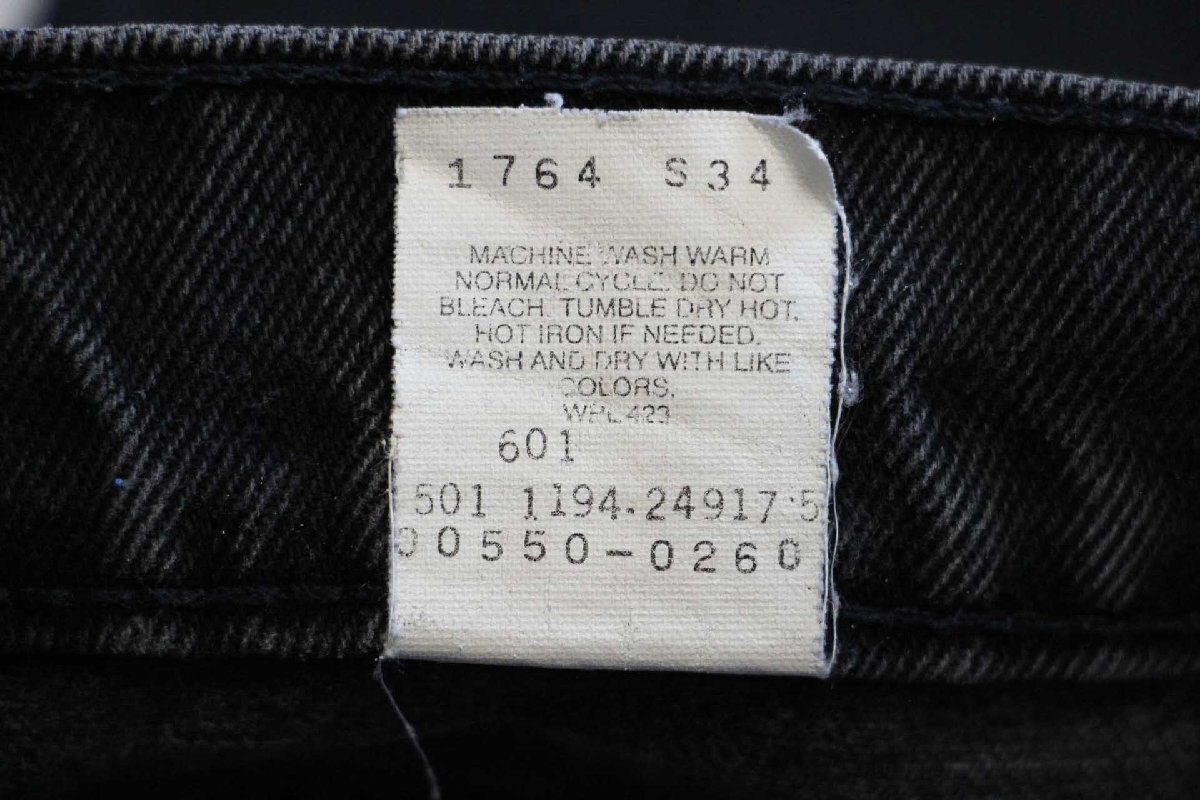 1764 S34
MACHINE WASH WARM
NORMAL CYCLE. DO NOT
BLEACH. TUMBLE DRY HOT.
HOT IRON IF NEEDED.
WASH AND DRY WITH LIKE
COLORS.
WPL 423
601
501 1194.24917.5
00550-0260